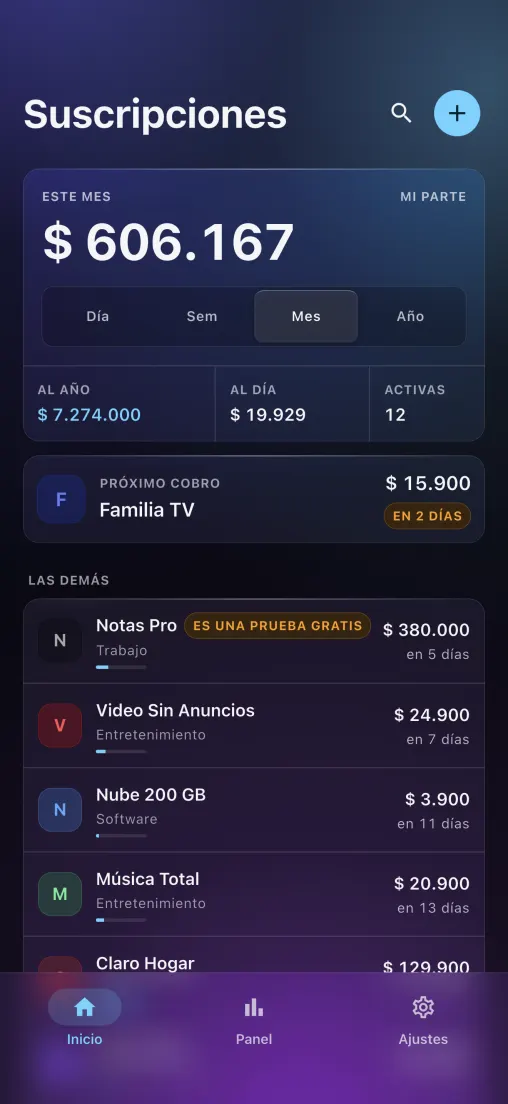 Suscripciones
ESTE MES
MI PARTE
$ 606.167
Día
Sem
Mes
Año
AL AÑO
$ 7.274.000
AL DÍA
$ 19.929
ACTIVAS
12
F
PRÓXIMO COBRO
Familia TV
$ 15.900
EN 2 DÍAS
LAS DEMÁS
N
Notas Pro
ES UNA PRUEBA GRATIS
$ 380.000
Trabajo
en 5 días
V
Video Sin Anuncios
$ 24.900
Entretenimiento
en 7 días
N
Nube 200 GB
$ 3.900
Software
en 11 días
M
Música Total
$ 20.900
Entretenimiento
en 13 días
Claro Hogar
$ 129.900
Inicio
Panel
Ajustes